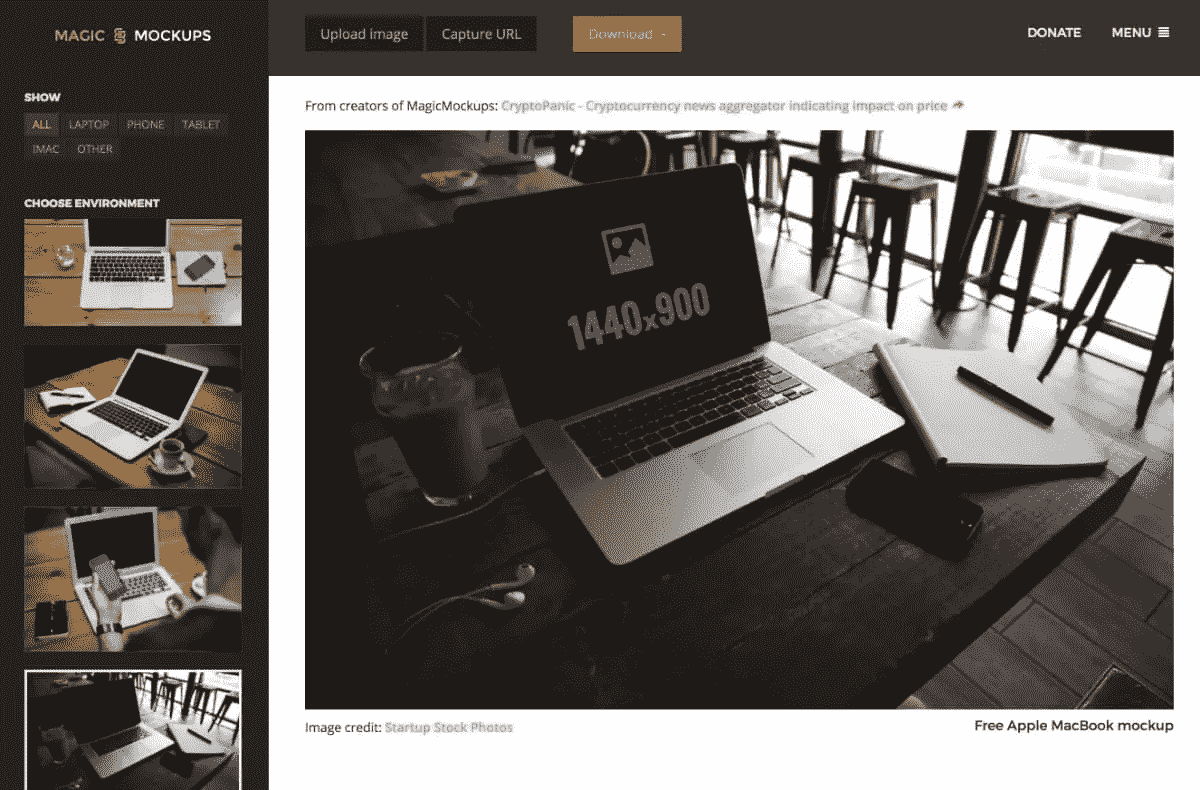 MAGIC MOCKUPS
Upload image
Capture URL
Download
DONATE
MENU
SHOW
ALL
LAPTOP
PHONE
TABLET
IMAC
OTHER
CHOOSE ENVIRONMENT
From creators of MagicMockups: CryptoPanic - Cryptocurrency news aggregator indicating impact on price
1440x900
Image credit: Startup Stock Photos
Free Apple MacBook mockup